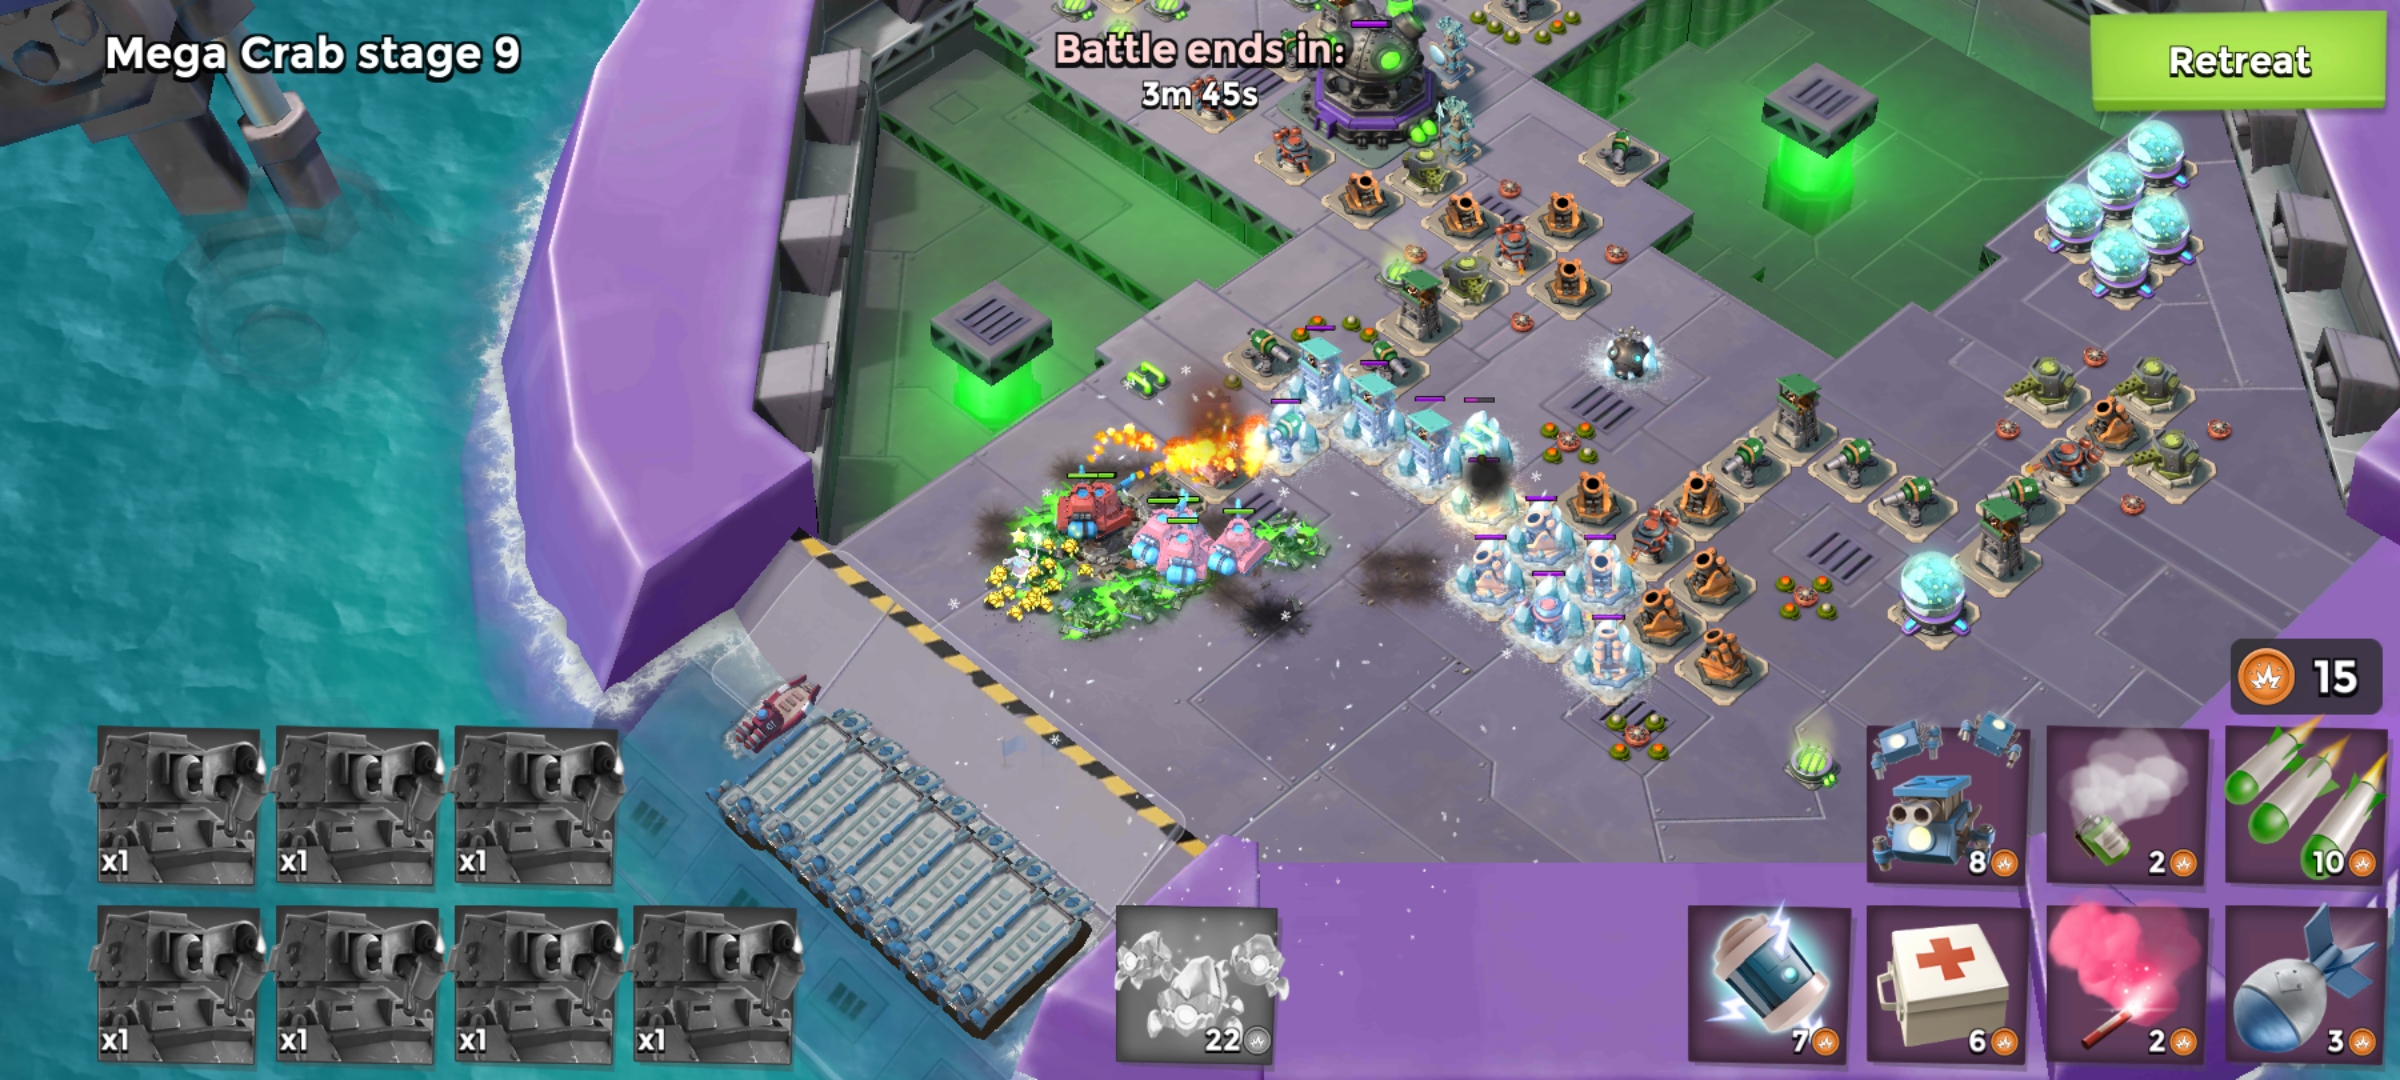 Mega Crab stage 9
Battle ends in:
3m 45s
Retreat
15
x1
x1
x1
8
2
10
x1
x1
x1
x1
22
7
6
2
3